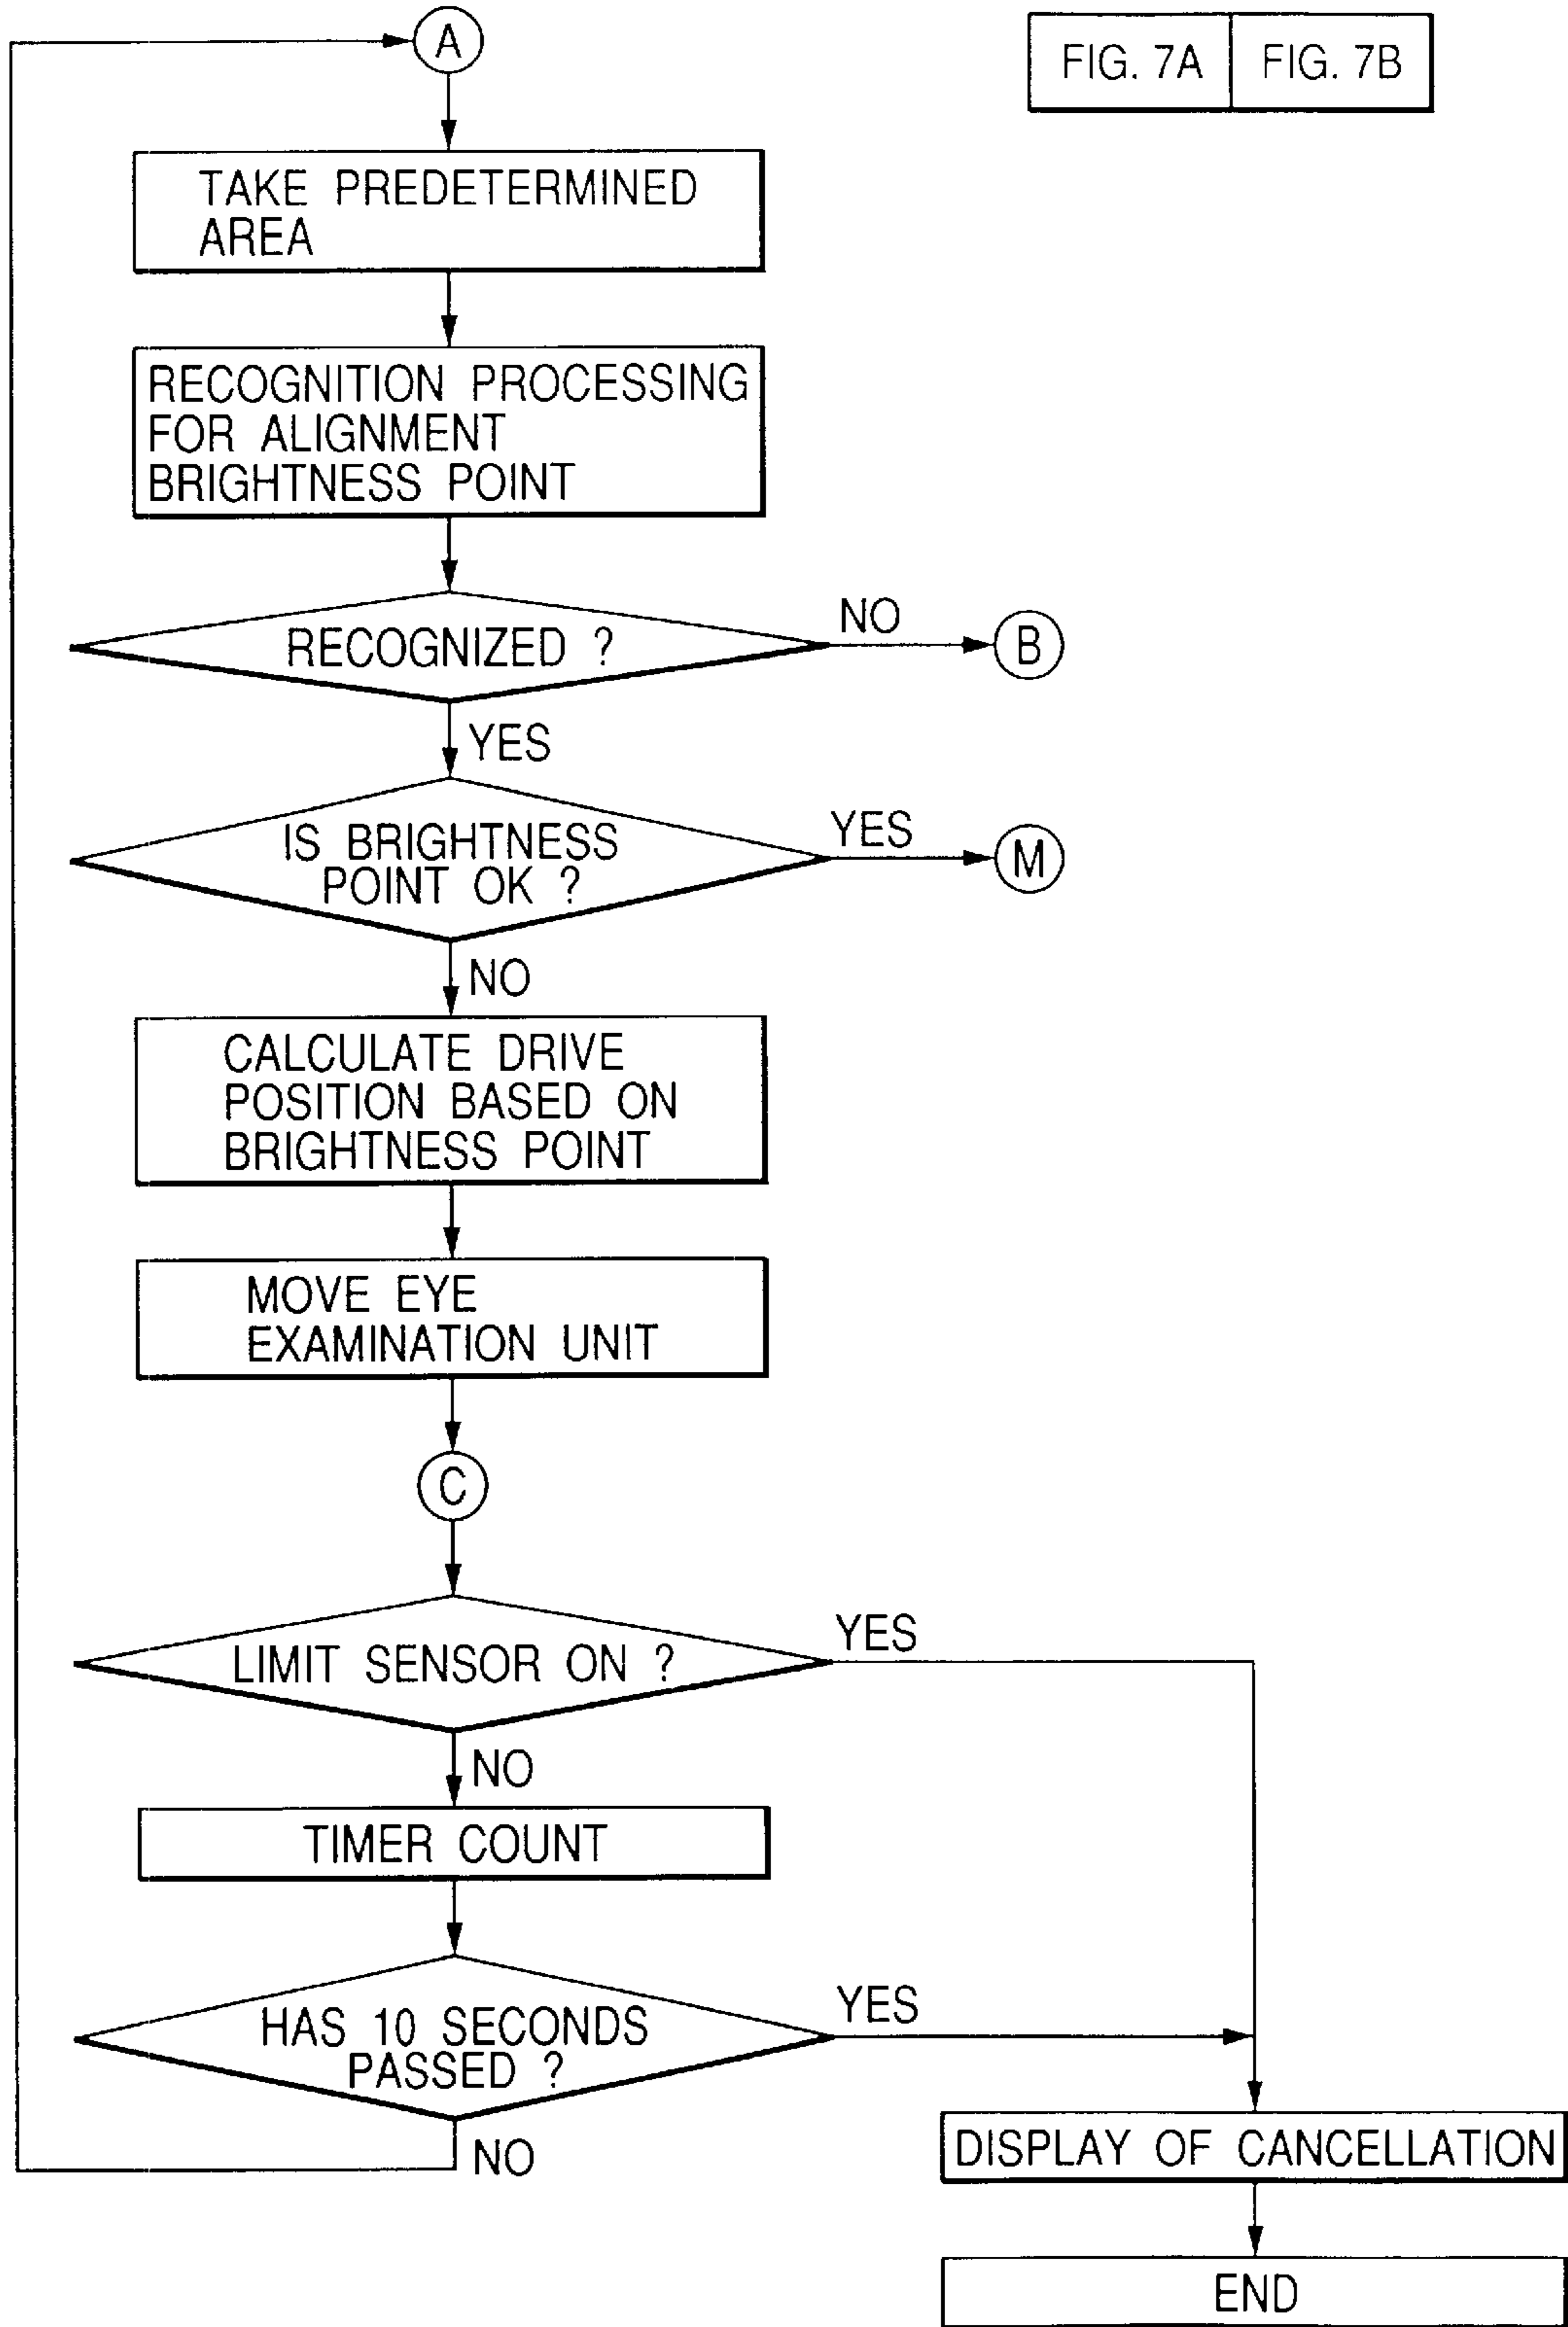 A
FIG. 7A FIG. 7B
TAKE PREDETERMINED
AREA
RECOGNITION PROCESSING
FOR ALIGNMENT
BRIGHTNESS POINT
RECOGNIZED ?
NO
B
YES
IS BRIGHTNESS
POINT OK ?
YES
M
NO
CALCULATE DRIVE
POSITION BASED ON
BRIGHTNESS POINT
MOVE EYE
EXAMINATION UNIT
C
LIMIT SENSOR ON ?
YES
NO
TIMER COUNT
HAS 10 SECONDS
PASSED ?
YES
NO
DISPLAY OF CANCELLATION
END